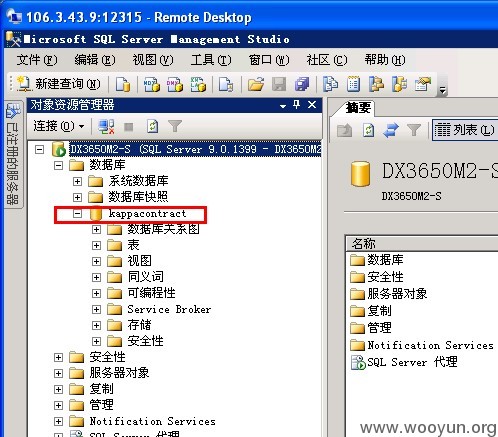 106.3.43.9:12315 - Remote Desktop
Microsoft SQL Server Management Studio
文件(F) 编辑(E) 视图(V) 工具(T) 窗口(W) 社区(C) 帮助(H)
新建查询(N)
已注册的服务器
对象资源管理器
连接(O)
DX3650M2-S (SQL Server 9.0.1399 - DX3650M2
数据库
系统数据库
数据库快照
kappacontract
数据库关系图
表
视图
同义词
可编程性
Service Broker
存储
安全性
安全性
服务器对象
复制
管理
Notification Services
SQL Server 代理
摘要
列表(L)
DX3650M2-S
DX3650M2-S
名称
数据库
安全性
服务器对象
复制
管理
Notification Services
SQL Server 代理
www.wooyun.org